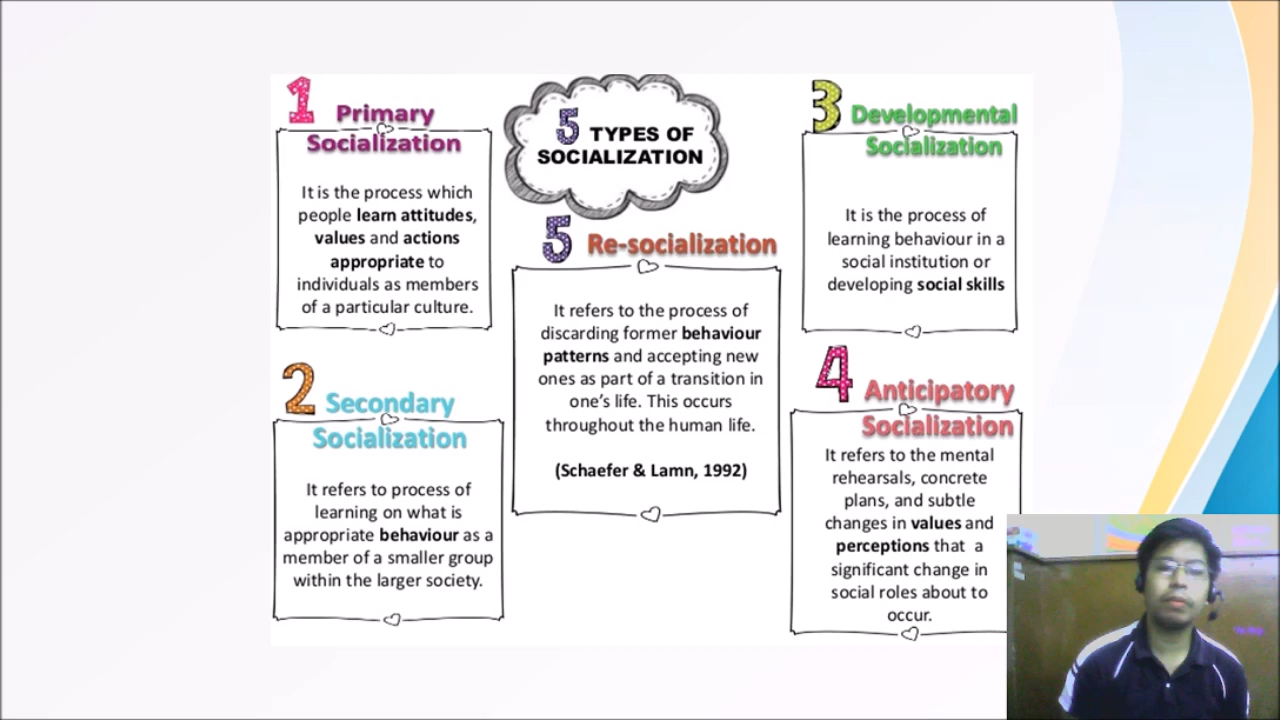 1
Primary
Socialization
It is the process which
people learn attitudes,
values and actions
appropriate to
individuals as members
of a particular culture.
2
Secondary
Socialization
It refers to process of
learning on what is
appropriate behaviour as a
member of a smaller group
within the larger society.
5 TYPES OF
SOCIALIZATION
5
Re-socialization
It refers to the process of
discarding former behaviour
patterns and accepting new
ones as part of a transition in
one's life. This occurs
throughout the human life.
(Schaefer & Lamn, 1992)
3
Developmental
Socialization
It is the process of
learning behaviour in a
social institution or
developing social skills
4
Anticipatory
Socialization
It refers to the mental
rehearsals, concrete
plans, and subtle
changes in values and
perceptions that a
significant change in
social roles about to
occur.